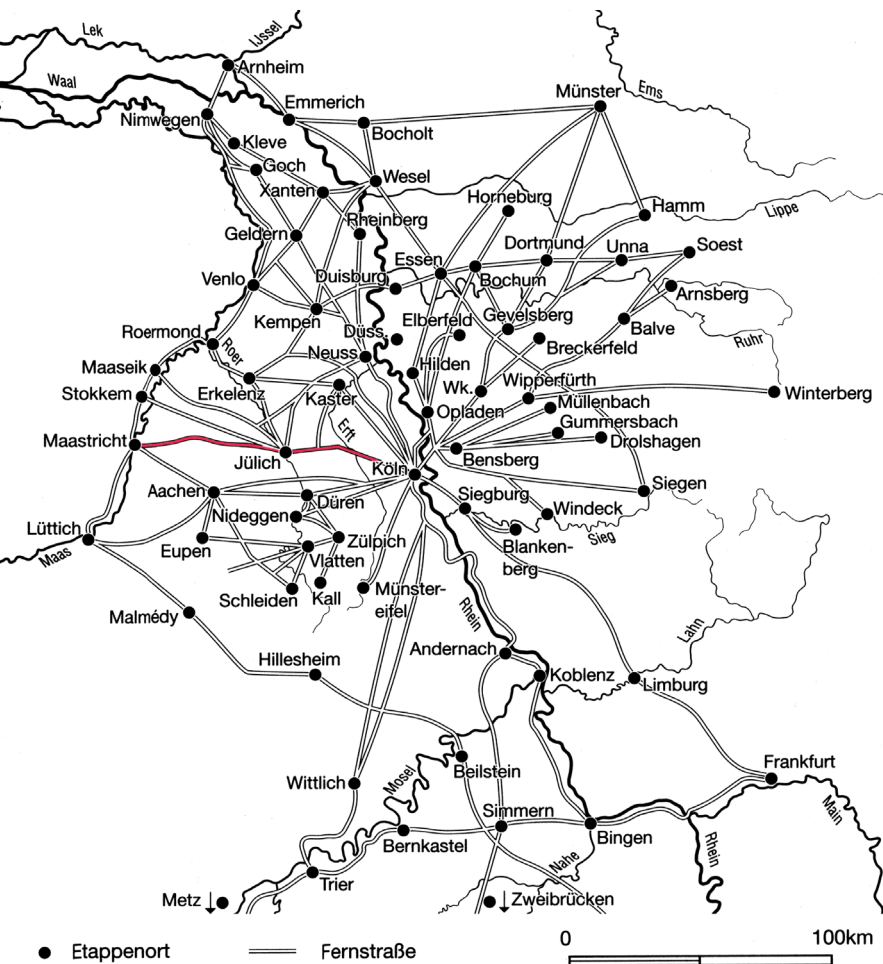 Lek
IJssel
Arnheim
Waal
Ems
Münster
Emmerich
Nimwegen
Bocholt
Kleve
Goch
Wesel
Xanten
Horneburg
Hamm
Lippe
Rheinberg
Geldern
Dortmund
Unna
Soest
Essen
Venlo
Duisburg
Bochum
Arnsberg
Kempen
Elberfeld
Gevelsberg
Balve
Roermond
Düss.
Ruhr
Roer
Neuss
Breckerfeld
Maaseik
Hilden
Stokkem
Erkelenz
Kaster
Wk.
Wipperfürth
Winterberg
Müllenbach
Opladen
Gummersbach
Erft
Maastricht
Drolshagen
Jülich
Bensberg
Köln
Aachen
Siegen
Düren
Siegburg
Nideggen
Windeck
Lüttich
Zülpich
Sieg
Eupen
Maas
Vlatten
Blanken-
berg
Schleiden
Kall
Münster-
eifel
Rhein
Malmédy
Lahn
Andernach
Hillesheim
Koblenz
Limburg
Frankfurt
Wittlich
Mosel
Beilstein
Main
Simmern
Bingen
Rhein
Bernkastel
Nahe
Trier
Metz ↓
↓ Zweibrücken
0 100km
Etappenort Fernstraße